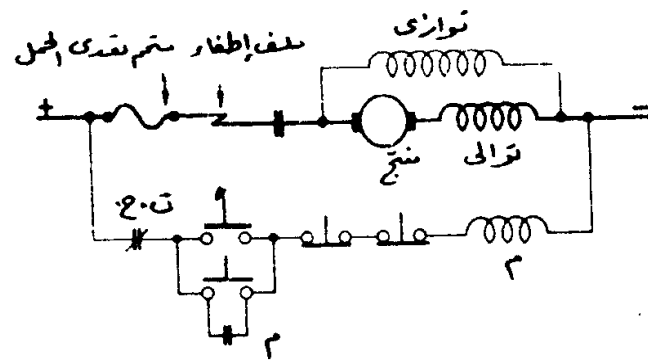 توازى
ملف إطفاء
متمم تعدى الحمل
+
−
منتج
توالى
ت.ح.
م
م